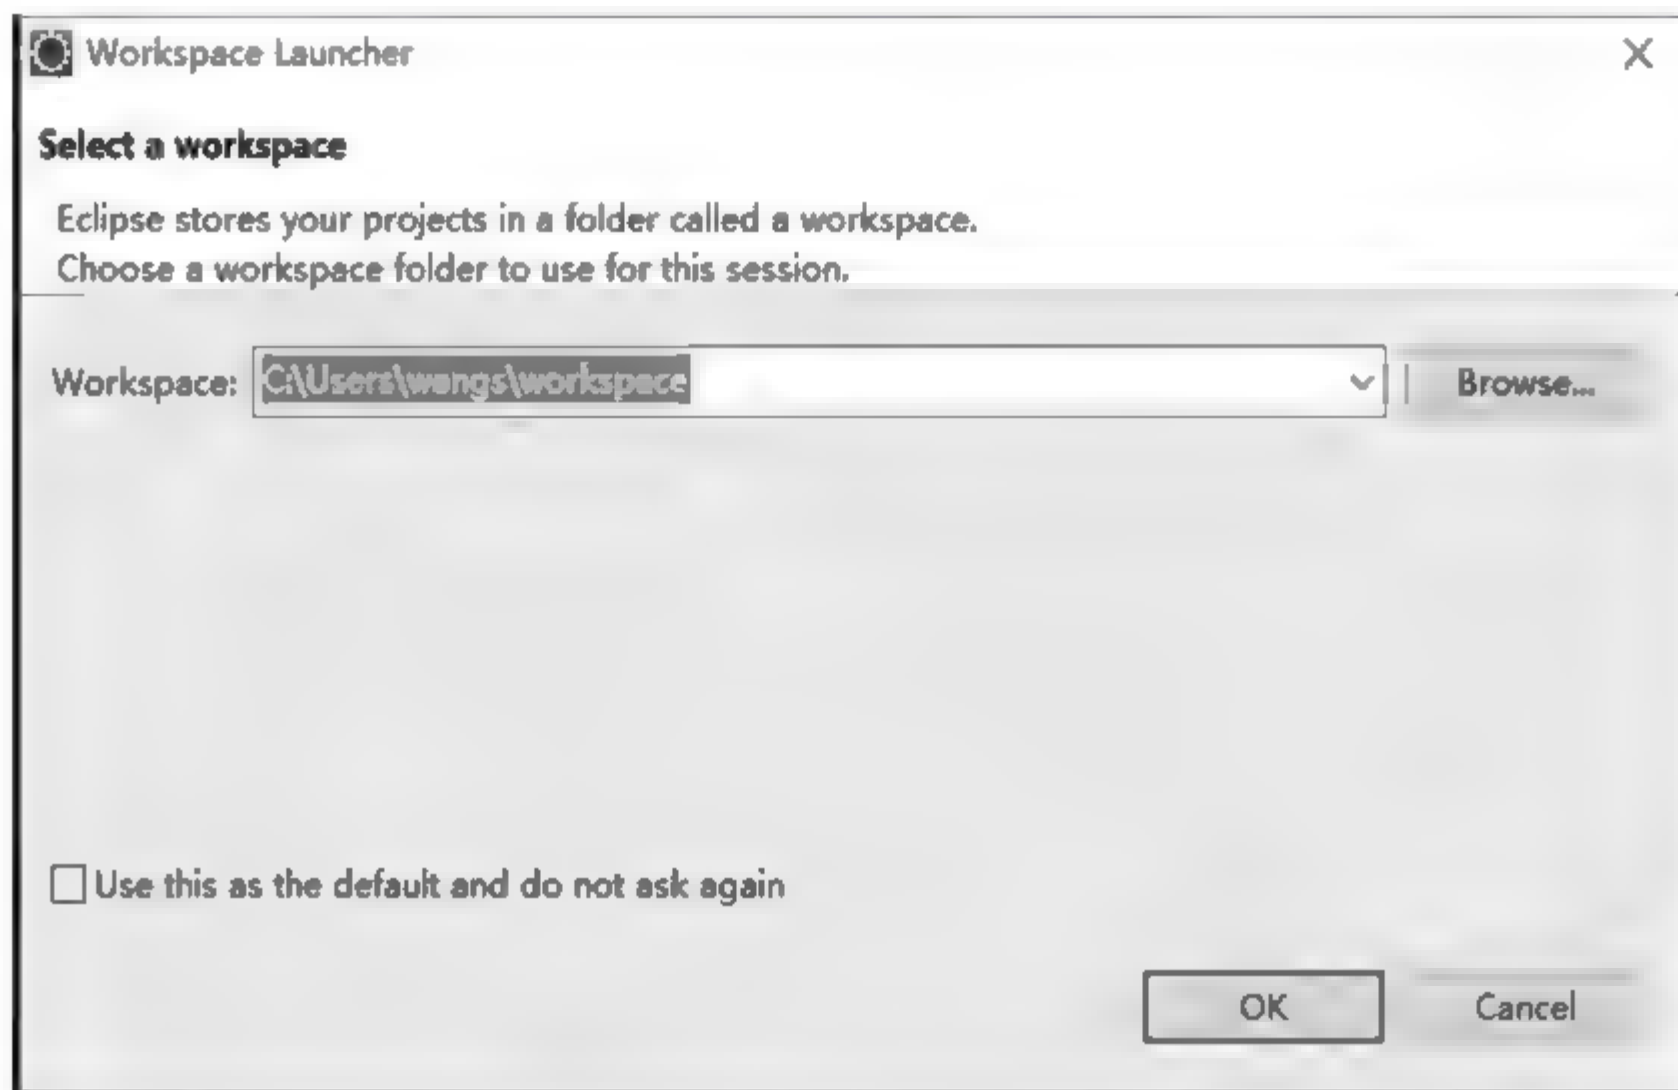 Workspace Launcher
Select a workspace
Eclipse stores your projects in a folder called a workspace.
Choose a workspace folder to use for this session.
Workspace: C:\Users\wangs\workspace Browse...
Use this as the default and do not ask again
OK Cancel